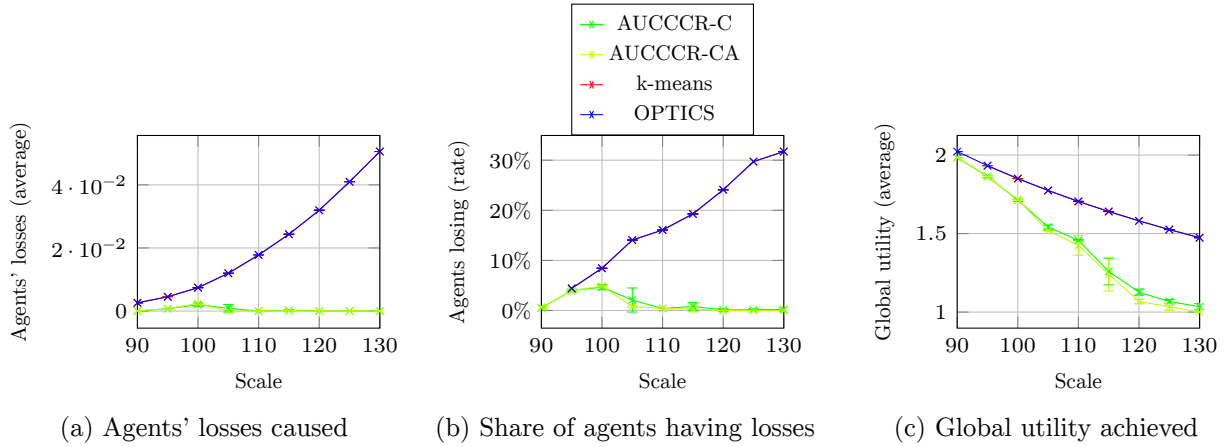 AUCCCR-C
AUCCCR-CA
k-means
OPTICS
Agents' losses (average)
4 · 10⁻²
2 · 10⁻²
0
90 100 110 120 130
Scale
(a) Agents' losses caused
Agents losing (rate)
30%
20%
10%
0%
90 100 110 120 130
Scale
(b) Share of agents having losses
Global utility (average)
2
1.5
1
90 100 110 120 130
Scale
(c) Global utility achieved